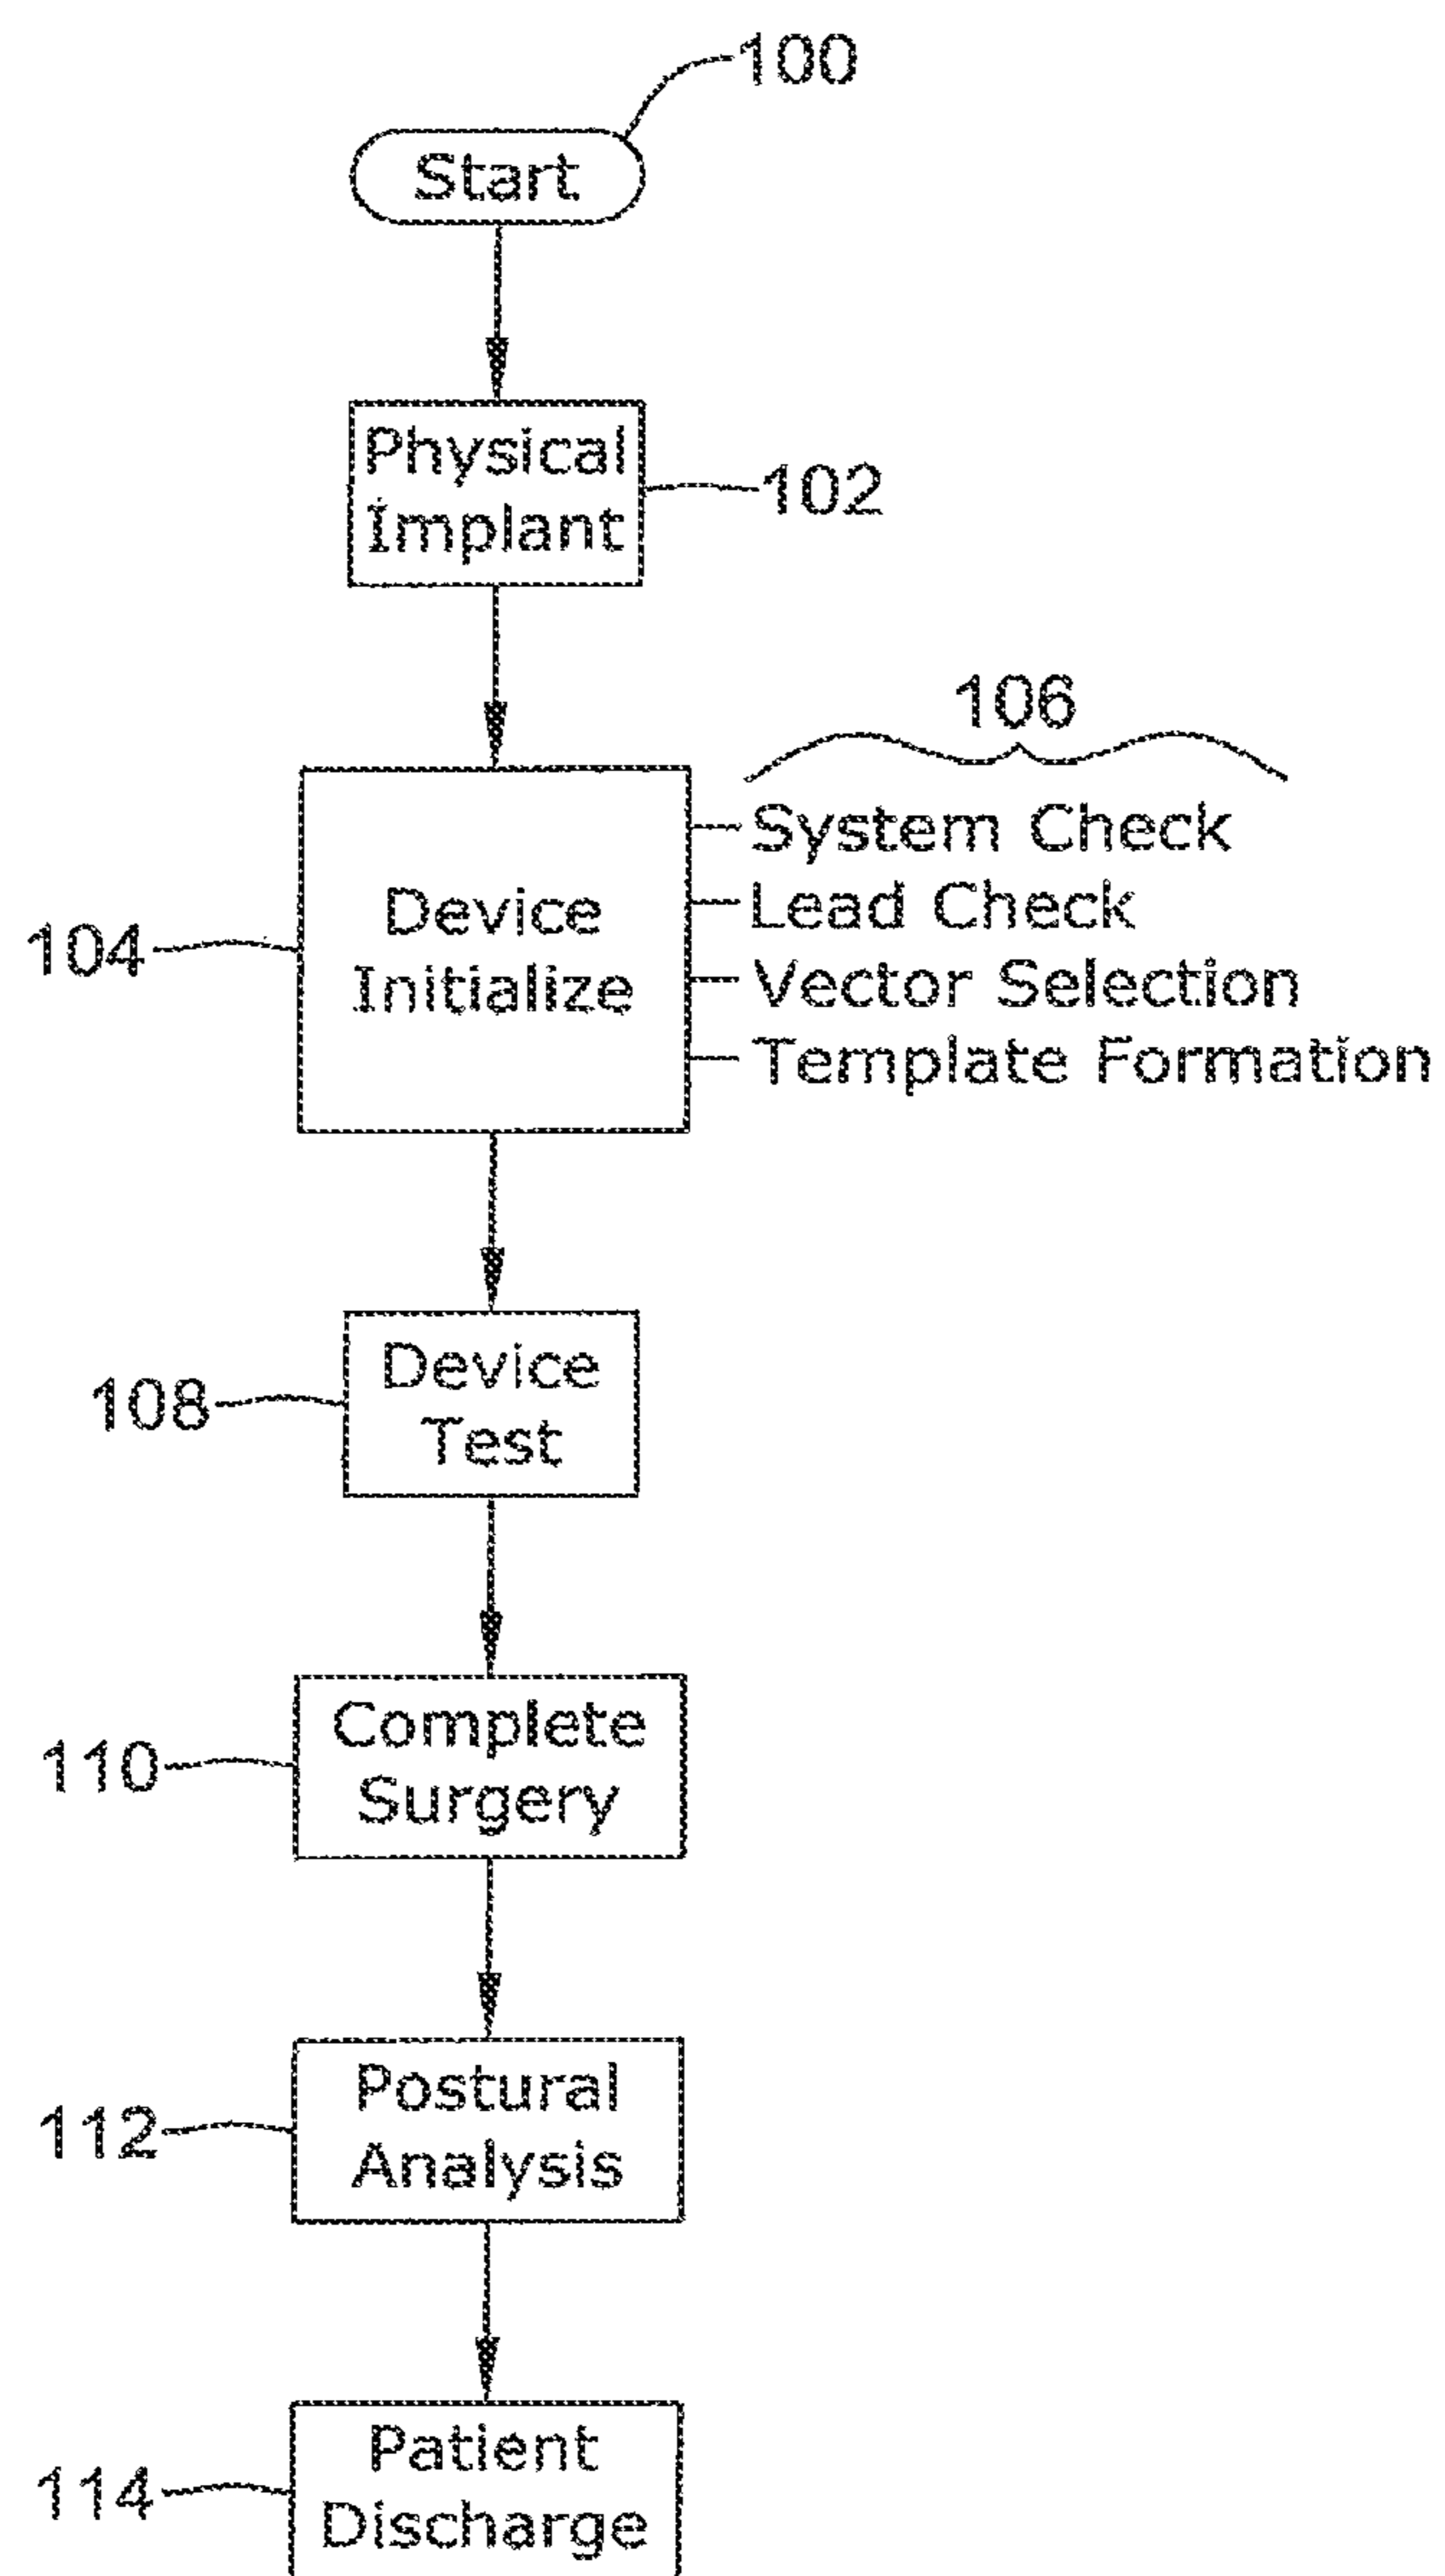 100
Start
Physical
Implant
102
106
System Check
Lead Check
Vector Selection
Template Formation
104
Device
Initialize
108
Device
Test
110
Complete
Surgery
112
Postural
Analysis
114
Patient
Discharge